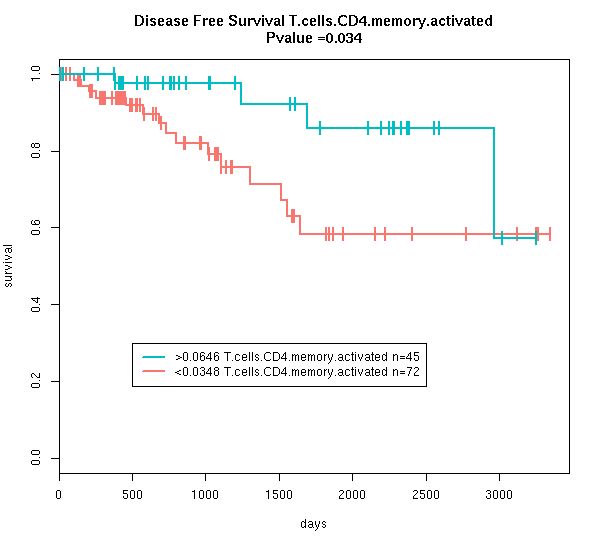 Disease Free Survival T.cells.CD4.memory.activated
Pvalue =0.034
survival
1.0
0.8
0.6
0.4
0.2
0.0
>0.0646 T.cells.CD4.memory.activated n=45
<0.0348 T.cells.CD4.memory.activated n=72
0 500 1000 1500 2000 2500 3000
days